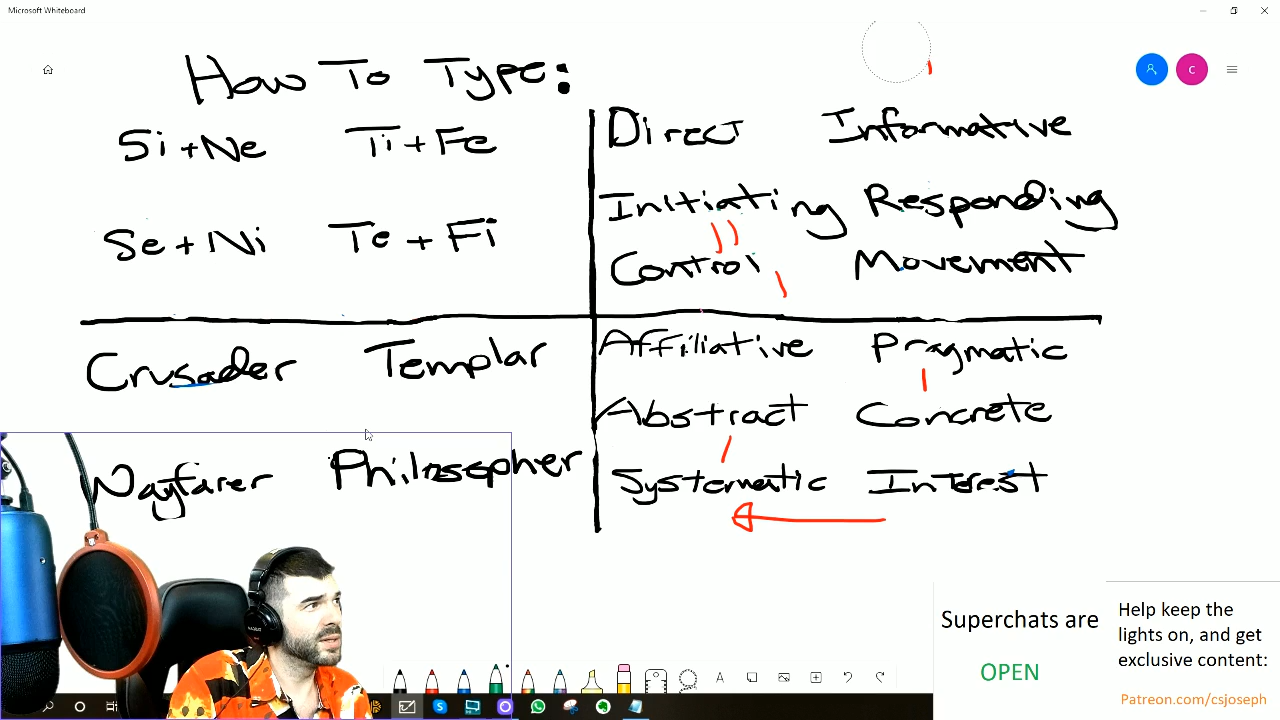 Microsoft Whiteboard
How To Type:
Si + Ne Ti + Fe
Se + Ni Te + Fi
Direct Informative
Initiating Responding
Control Movement
Crusader Templar
Wayfarer Philosopher
Affiliative Pragmatic
Abstract Concrete
Systematic Interest
C
A
Superchats are
OPEN
Help keep the
lights on, and get
exclusive content:
Patreon.com/csjoseph